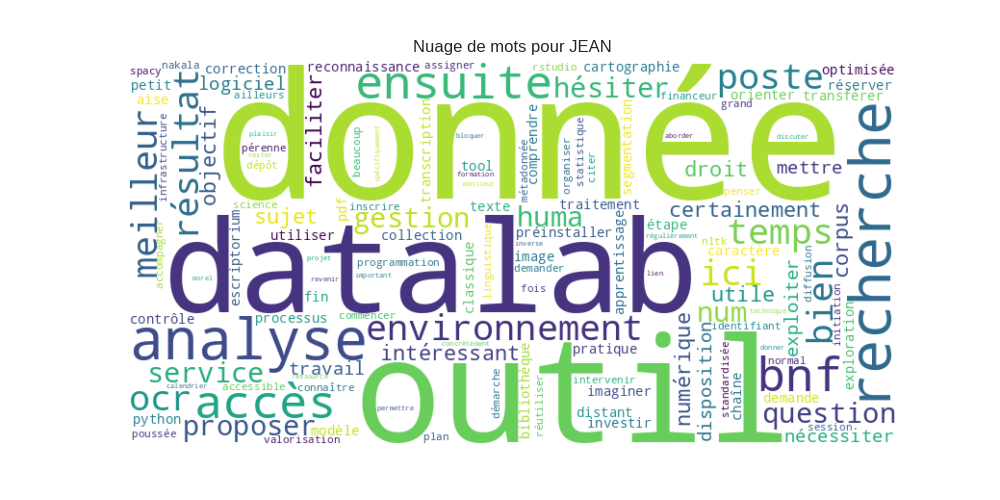 Nuage de mots pour JEAN
spacy
nakala
correction
reconnaissance
assigner
rstudio
cartographie
optimisée
petit
logiciel
ailleurs
ensuite
hésiter
poste
réserver
financeur
orienter
transférer
aise
grand
donnée
résultat
objectif
faciliter
meilleur
infrastructure
plaisir
pérenne
rester
dépôt
beaucoup
spécifiquement
transcription
bloquer
tool
formation
monsieur
métadonnée
comprendre
organiser
statistique
citer
segmentation
aborder
discuter
droit
mettre
penser
recherche
science
inscrire
texte
traitement
sujet
pdf
gestion
huma
certainement
étape
temps
corpus
utiliser
collection
préinstaller
régulièrement
datalab
accompagner
escriptorium
projet
programmation
classique
linguistique
inverse
image
demander
apprentissage
nltk
caractère
morel
revenir
important
fois
lien
ici
exploiter
bien
diffusion
initiation
fin
utile
contrôle
processus
commencer
num
technique
identifiant
analyse
environnement
numérique
disposition
exploration
concrètement
intéressant
pratique
donner
normal
service
travail
calendrier
accessible
ressource
connaître
outil
démarche
bibliothèque
réutiliser
intervenir
imaginer
standardisée
chaîne
bnf
demande
ocr
accès
permettre
distant
question
python
proposer
modèle
investir
session
poussée
valorisation
plan
nécessiter